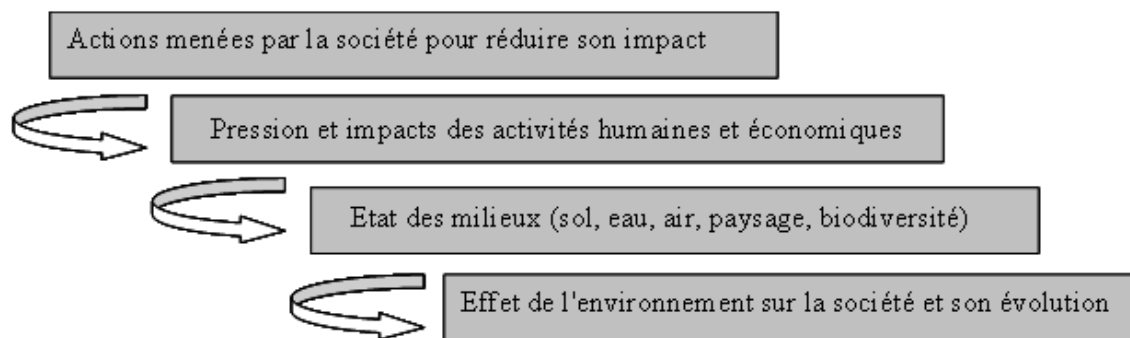 Actions menées par la société pour réduire son impact
Pression et impacts des activités humaines et économiques
Etat des milieux (sol, eau, air, paysage, biodiversité)
Effet de l'environnement sur la société et son évolution